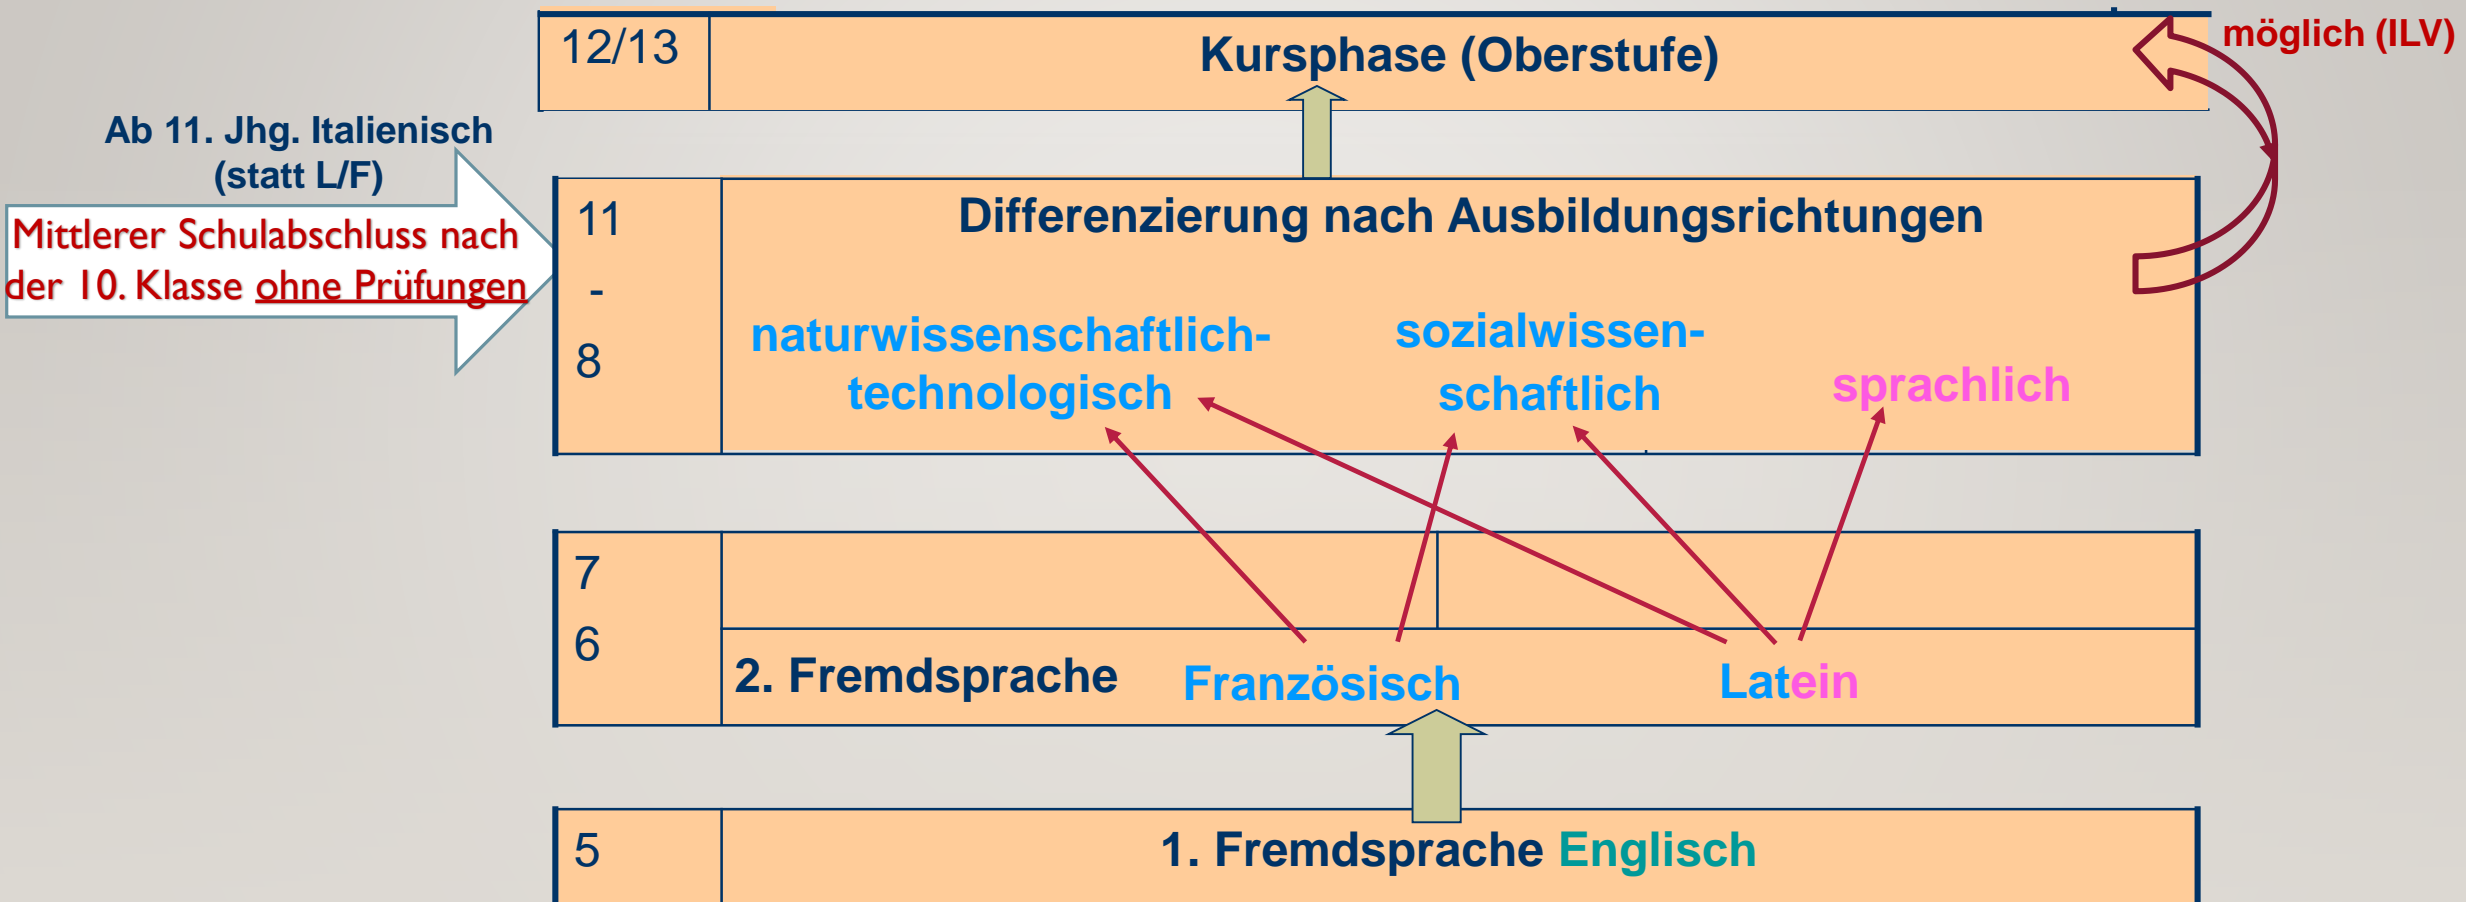 12/13
Kursphase (Oberstufe)
möglich (ILV)
Ab 11. Jhg. Italienisch
(statt L/F)
Mittlerer Schulabschluss nach
der 10. Klasse ohne Prüfungen
11
-
8
Differenzierung nach Ausbildungsrichtungen
naturwissenschaftlich-
technologisch
sozialwissen-
schaftlich
sprachlich
7
6
2. Fremdsprache
Französisch
Latein
5
1. Fremdsprache Englisch